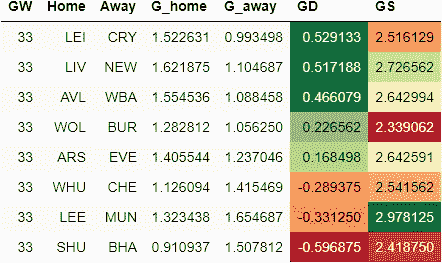 GW Home Away G_home G_away GD GS
33 LEI CRY 1.522631 0.993498 0.529133 2.516129
33 LIV NEW 1.621875 1.104687 0.517188 2.726562
33 AVL WBA 1.554536 1.088458 0.466079 2.642994
33 WOL BUR 1.282812 1.056250 0.226562 2.339062
33 ARS EVE 1.405544 1.237046 0.168498 2.642591
33 WHU CHE 1.126094 1.415469 -0.289375 2.541562
33 LEE MUN 1.323438 1.654687 -0.331250 2.978125
33 SHU BHA 0.910937 1.507812 -0.596875 2.418750